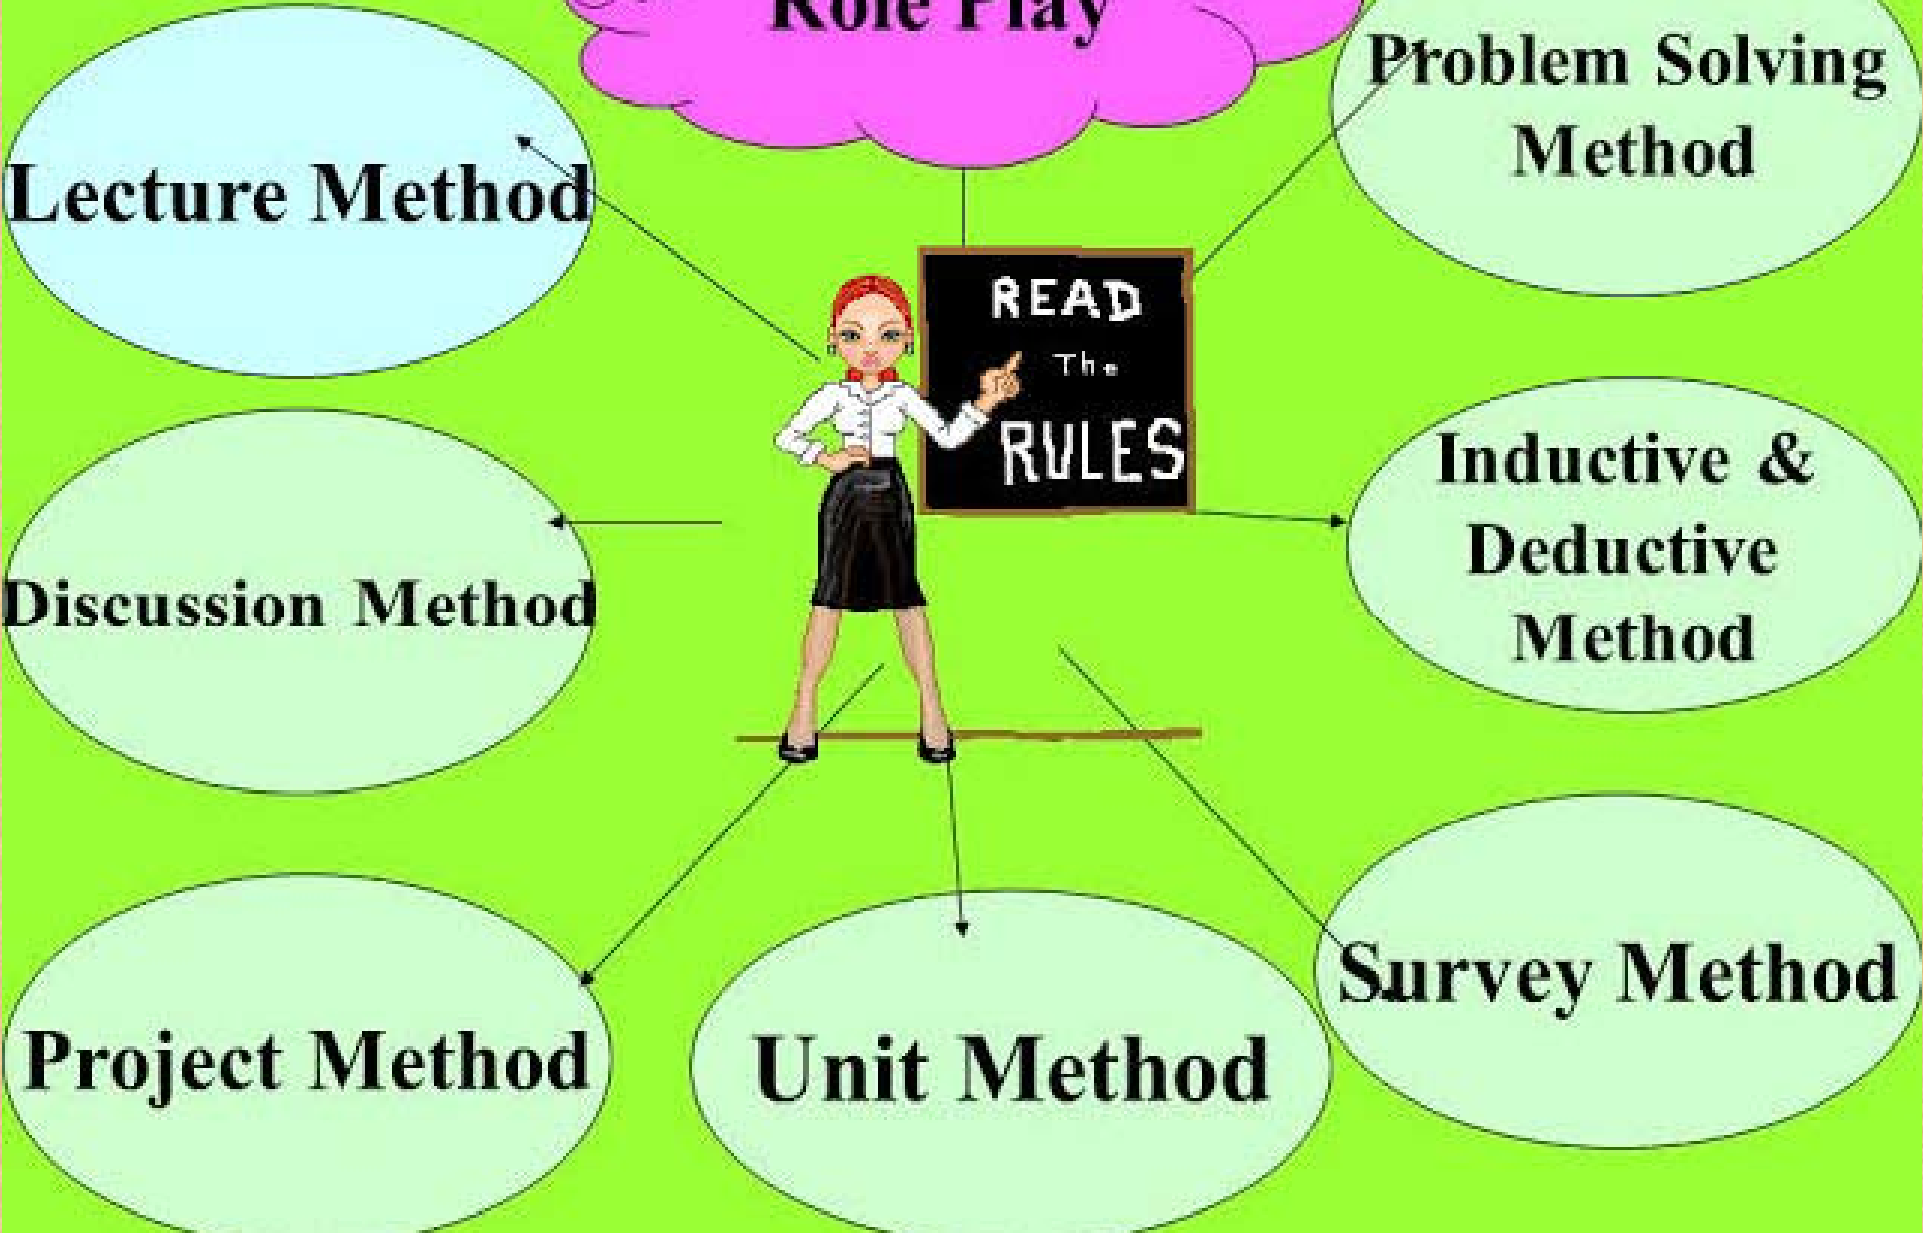 Role Play
Lecture Method
Problem Solving
Method
READ
The
RULES
Inductive &
Deductive
Method
Discussion Method
Survey Method
Project Method
Unit Method